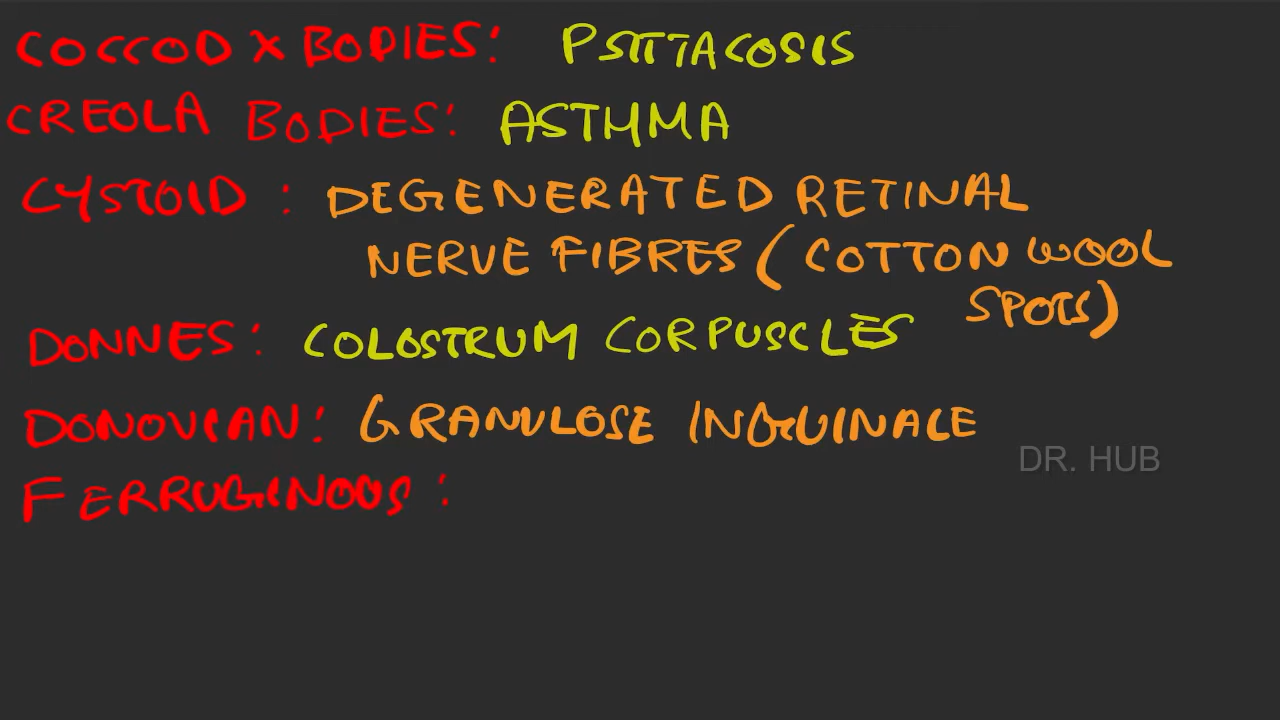 COCCOD X BODIES: PSITTACOSIS
CREOLA BODIES: ASTHMA
CYSTOID : DEGENERATED RETINAL
NERVE FIBRES (COTTON WOOL
SPOTS)
DONNES: COLOSTRUM CORPUSCLES
DONOVIAN: GRANULOSE INGUINALE
DR. HUB
FERRUGINOUS :